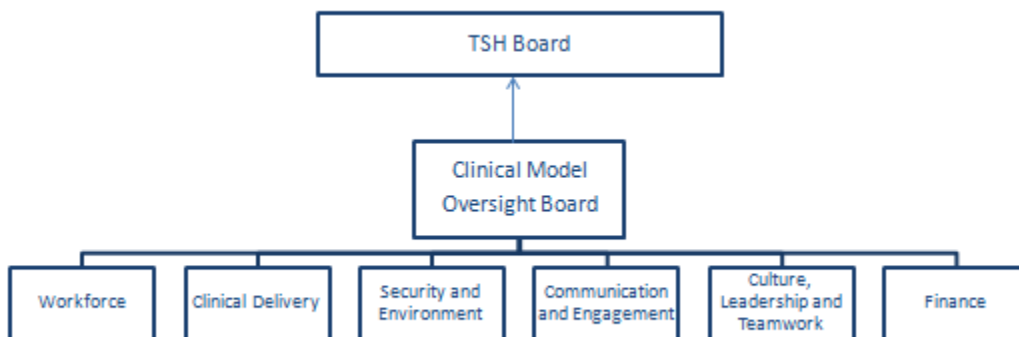 TSH Board
Clinical Model
Oversight Board
Workforce
Clinical Delivery
Security and
Environment
Communication
and Engagement
Culture,
Leadership and
Teamwork
Finance